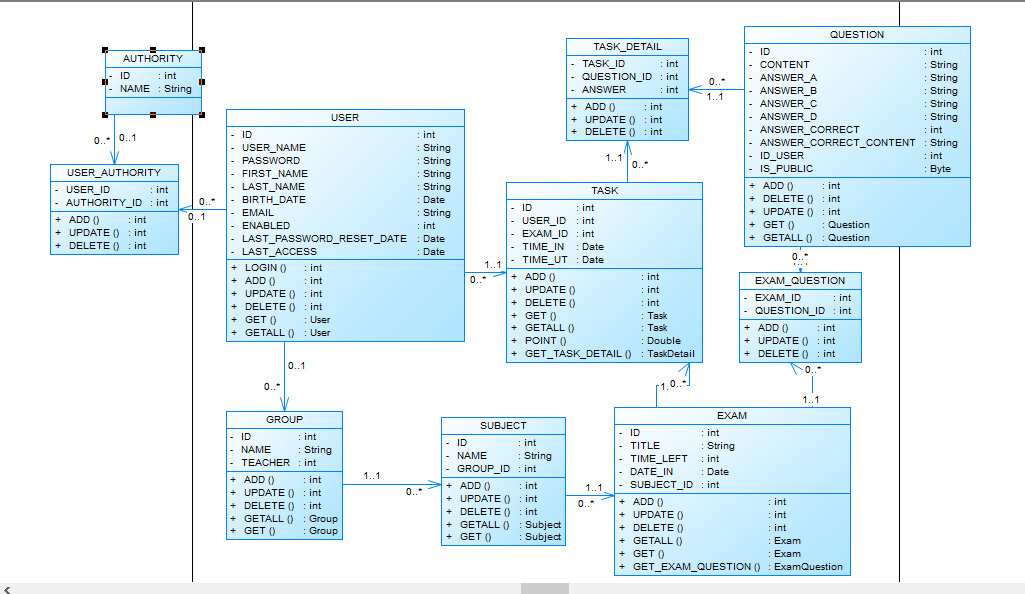 AUTHORITY
- ID : int
- NAME : String
0..* 0..1
USER_AUTHORITY
- USER_ID : int
- AUTHORITY_ID : int
+ ADD () : int
+ UPDATE () : int
+ DELETE () : int
0..*
0..1
USER
- ID : int
- USER_NAME : String
- PASSWORD : String
- FIRST_NAME : String
- LAST_NAME : String
- BIRTH_DATE : Date
- EMAIL : String
- ENABLED : int
- LAST_PASSWORD_RESET_DATE : Date
- LAST_ACCESS : Date
+ LOGIN () : int
+ ADD () : int
+ UPDATE () : int
+ DELETE () : int
+ GET () : User
+ GETALL () : User
1..1
0..*
0..1
0..*
TASK_DETAIL
- TASK_ID : int
- QUESTION_ID : int
- ANSWER : int
+ ADD () : int
+ UPDATE () : int
+ DELETE () : int
0..*
1..1
1..1
0..*
QUESTION
- ID : int
- CONTENT : String
- ANSWER_A : String
- ANSWER_B : String
- ANSWER_C : String
- ANSWER_D : String
- ANSWER_CORRECT : int
- ANSWER_CORRECT_CONTENT : String
- ID_USER : int
- IS_PUBLIC : Byte
+ ADD () : int
+ DELETE () : int
+ UPDATE () : int
+ GET () : Question
+ GETALL () : Question
0..*
TASK
- ID : int
- USER_ID : int
- EXAM_ID : int
- TIME_IN : Date
- TIME_UT : Date
+ ADD () : int
+ UPDATE () : int
+ DELETE () : int
+ GET () : Task
+ GETALL () : Task
+ POINT () : Double
+ GET_TASK_DETAIL () : TaskDetail
EXAM_QUESTION
- EXAM_ID : int
- QUESTION_ID : int
+ ADD () : int
+ UPDATE () : int
+ DELETE () : int
0..*
1..1
0..*
GROUP
- ID : int
- NAME : String
- TEACHER : int
+ ADD () : int
+ UPDATE () : int
+ DELETE () : int
+ GETALL () : Group
+ GET () : Group
1..1
0..*
SUBJECT
- ID : int
- NAME : String
- GROUP_ID : int
+ ADD () : int
+ UPDATE () : int
+ DELETE () : int
+ GETALL () : Subject
+ GET () : Subject
1..1
0..*
EXAM
- ID : int
- TITLE : String
- TIME_LEFT : int
- DATE_IN : Date
- SUBJECT_ID : int
+ ADD () : int
+ UPDATE () : int
+ DELETE () : int
+ GETALL () : Exam
+ GET () : Exam
+ GET_EXAM_QUESTION () : ExamQuestion